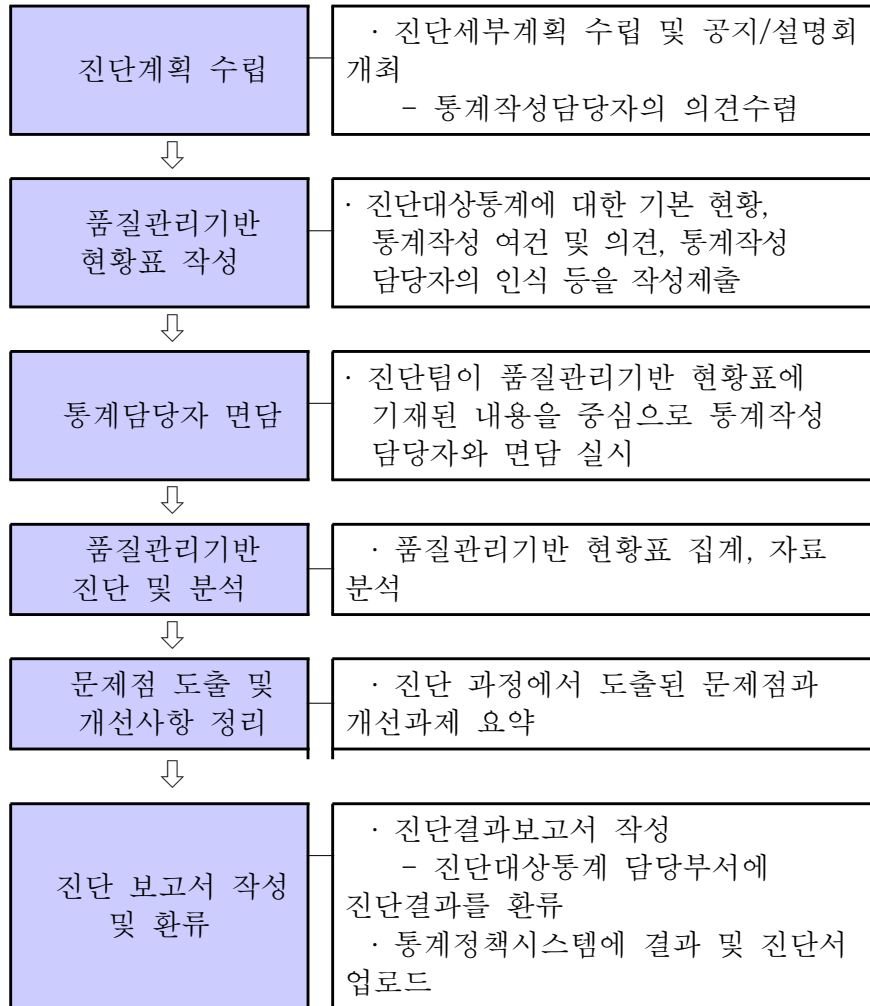 진단계획 수립
· 진단세부계획 수립 및 공지/설명회
개최
- 통계작성담당자의 의견수렴
⇩
품질관리기반
현황표 작성
· 진단대상통계에 대한 기본 현황,
통계작성 여건 및 의견, 통계작성
담당자의 인식 등을 작성제출
⇩
통계담당자 면담
· 진단팀이 품질관리기반 현황표에
기재된 내용을 중심으로 통계작성
담당자와 면담 실시
⇩
품질관리기반
진단 및 분석
· 품질관리기반 현황표 집계, 자료
분석
⇩
문제점 도출 및
개선사항 정리
· 진단 과정에서 도출된 문제점과
개선과제 요약
⇩
진단 보고서 작성
및 환류
· 진단결과보고서 작성
- 진단대상통계 담당부서에
진단결과를 환류
· 통계정책시스템에 결과 및 진단서
업로드